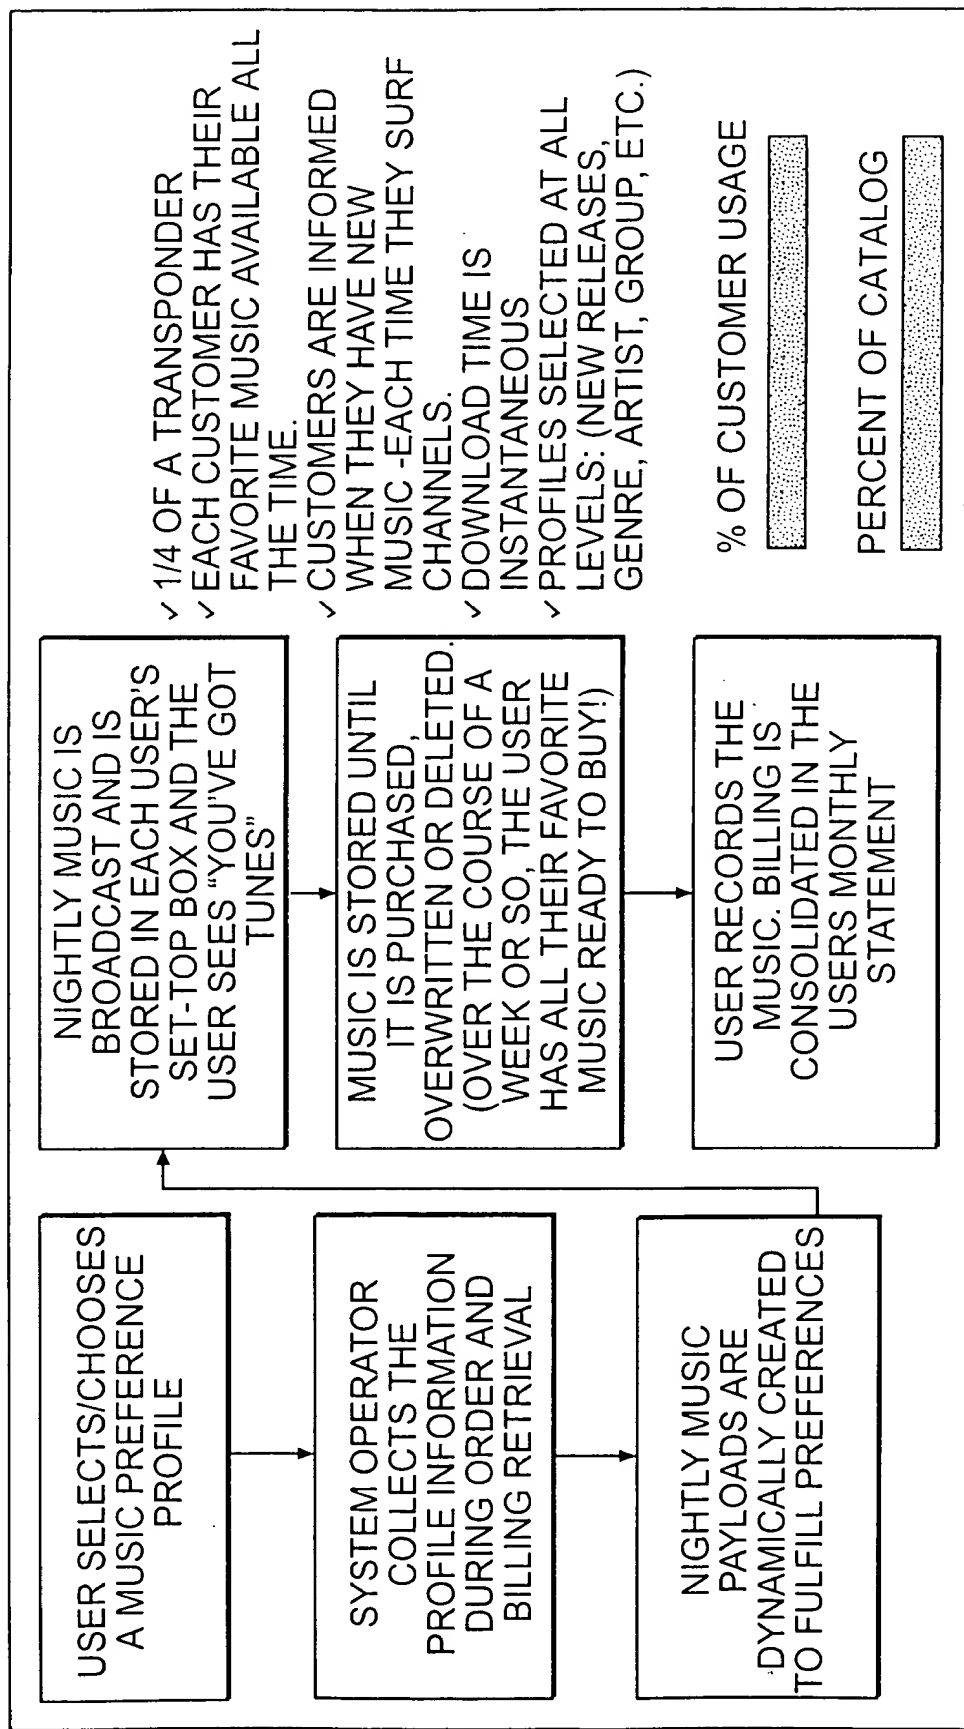 USER SELECTS/CHOOSES
A MUSIC PREFERENCE
PROFILE
SYSTEM OPERATOR
COLLECTS THE
PROFILE INFORMATION
DURING ORDER AND
BILLING RETRIEVAL
NIGHTLY MUSIC
PAYLOADS ARE
DYNAMICALLY CREATED
TO FULFILL PREFERENCES
NIGHTLY MUSIC IS
BROADCAST AND IS
STORED IN EACH USER'S
SET-TOP BOX AND THE
USER SEES “YOU'VE GOT
TUNES”
MUSIC IS STORED UNTIL
IT IS PURCHASED,
OVERWRITTEN OR DELETED.
(OVER THE COURSE OF A
WEEK OR SO, THE USER
HAS ALL THEIR FAVORITE
MUSIC READY TO BUY!)
USER RECORDS THE
MUSIC. BILLING IS
CONSOLIDATED IN THE
USERS MONTHLY
STATEMENT
✓ 1/4 OF A TRANSPONDER
✓ EACH CUSTOMER HAS THEIR
FAVORITE MUSIC AVAILABLE ALL
THE TIME.
✓ CUSTOMERS ARE INFORMED
WHEN THEY HAVE NEW
MUSIC -EACH TIME THEY SURF
CHANNELS.
✓ DOWNLOAD TIME IS
INSTANTANEOUS
✓ PROFILES SELECTED AT ALL
LEVELS: (NEW RELEASES,
GENRE, ARTIST, GROUP, ETC.)
% OF CUSTOMER USAGE
PERCENT OF CATALOG